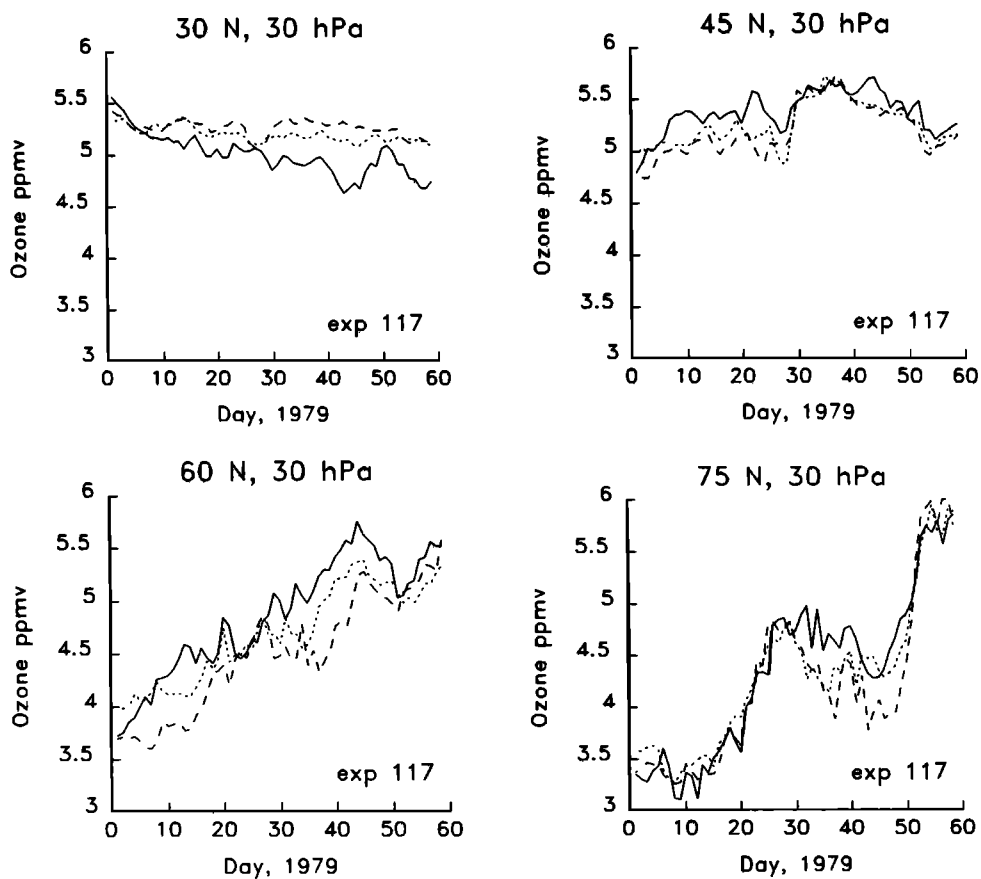 30 N, 30 hPa
6
5.5
5
4.5
4
3.5
3
Ozone ppmv
exp 117
0 10 20 30 40 50 60
Day, 1979
45 N, 30 hPa
6
5.5
5
4.5
4
3.5
3
Ozone ppmv
exp 117
0 10 20 30 40 50 60
Day, 1979
60 N, 30 hPa
6
5.5
5
4.5
4
3.5
3
Ozone ppmv
exp 117
0 10 20 30 40 50 60
Day, 1979
75 N, 30 hPa
6
5.5
5
4.5
4
3.5
3
Ozone ppmv
exp 117
0 10 20 30 40 50 60
Day, 1979